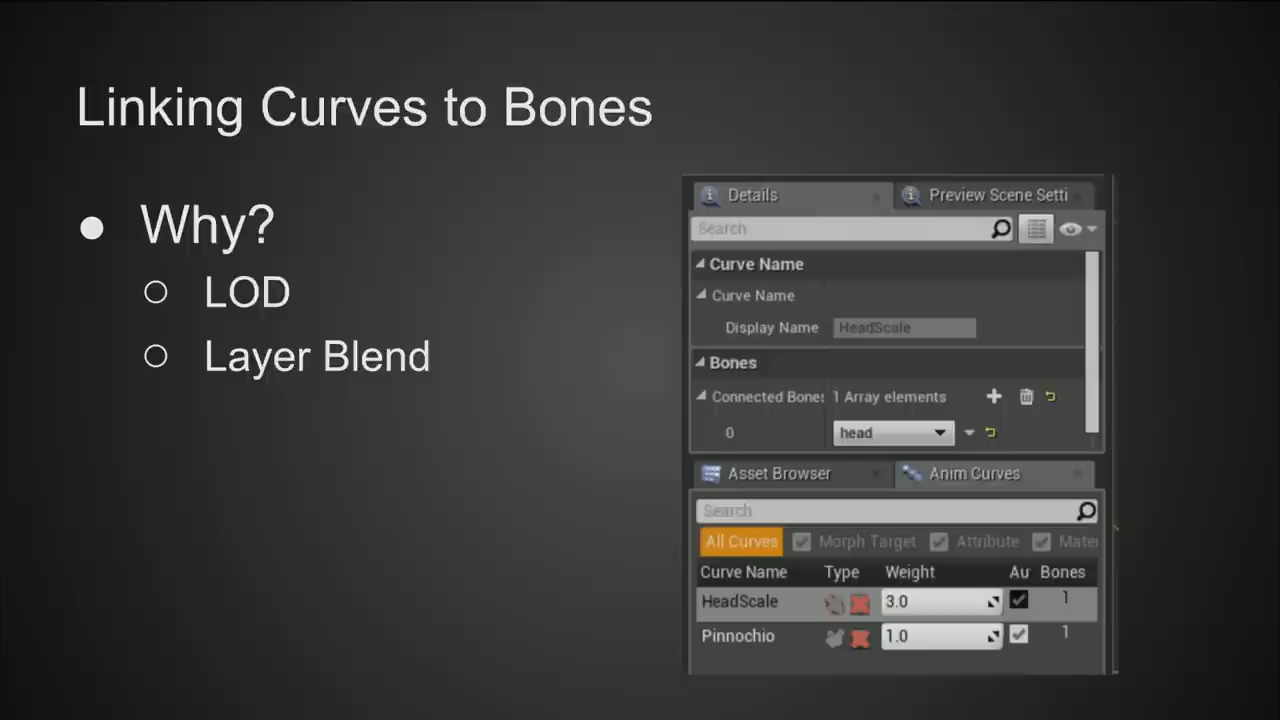 Linking Curves to Bones
● Why?
○ LOD
○ Layer Blend
Details
Preview Scene Setti
Search
Curve Name
Curve Name
Display Name HeadScale
Bones
Connected Bones 1 Array elements
0 head
Asset Browser
Anim Curves
Search
All Curves Morph Target Attribute Mater
Curve Name Type Weight Au Bones
HeadScale 3.0 1
Pinnochio 1.0 1